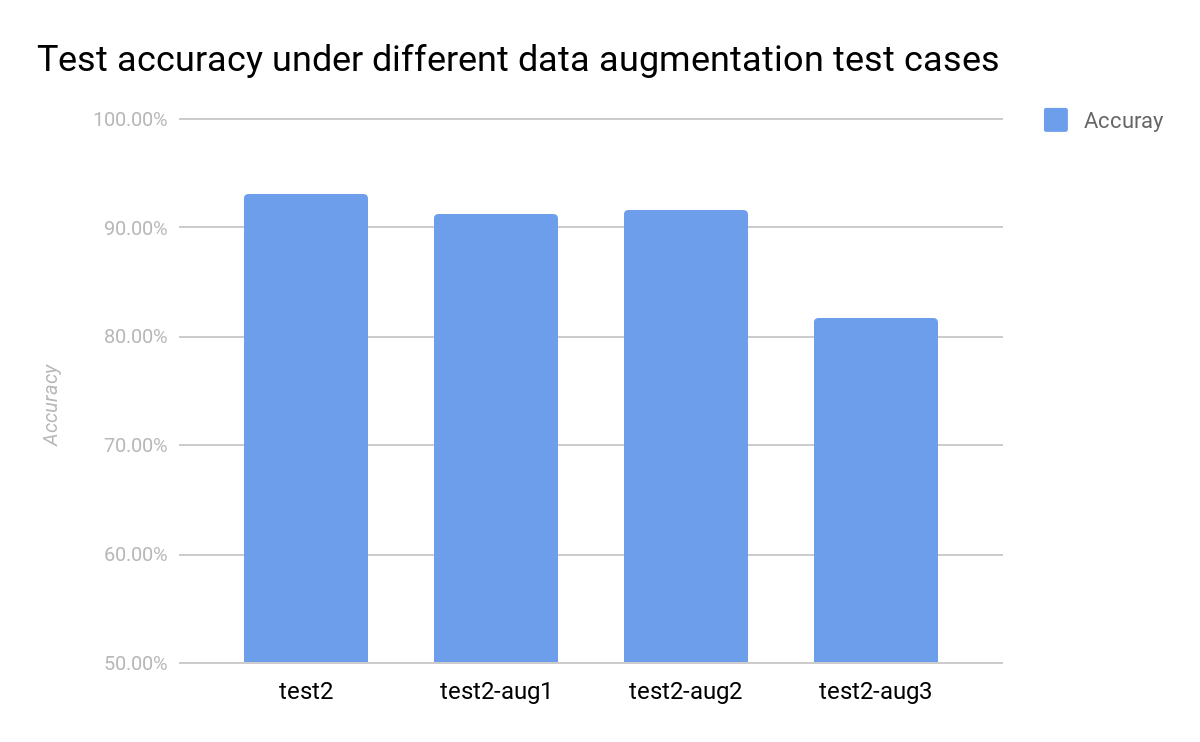 Test accuracy under different data augmentation test cases
100.00%
Accuray
90.00%
80.00%
70.00%
60.00%
50.00%
Accuracy
test2
test2-aug1
test2-aug2
test2-aug3